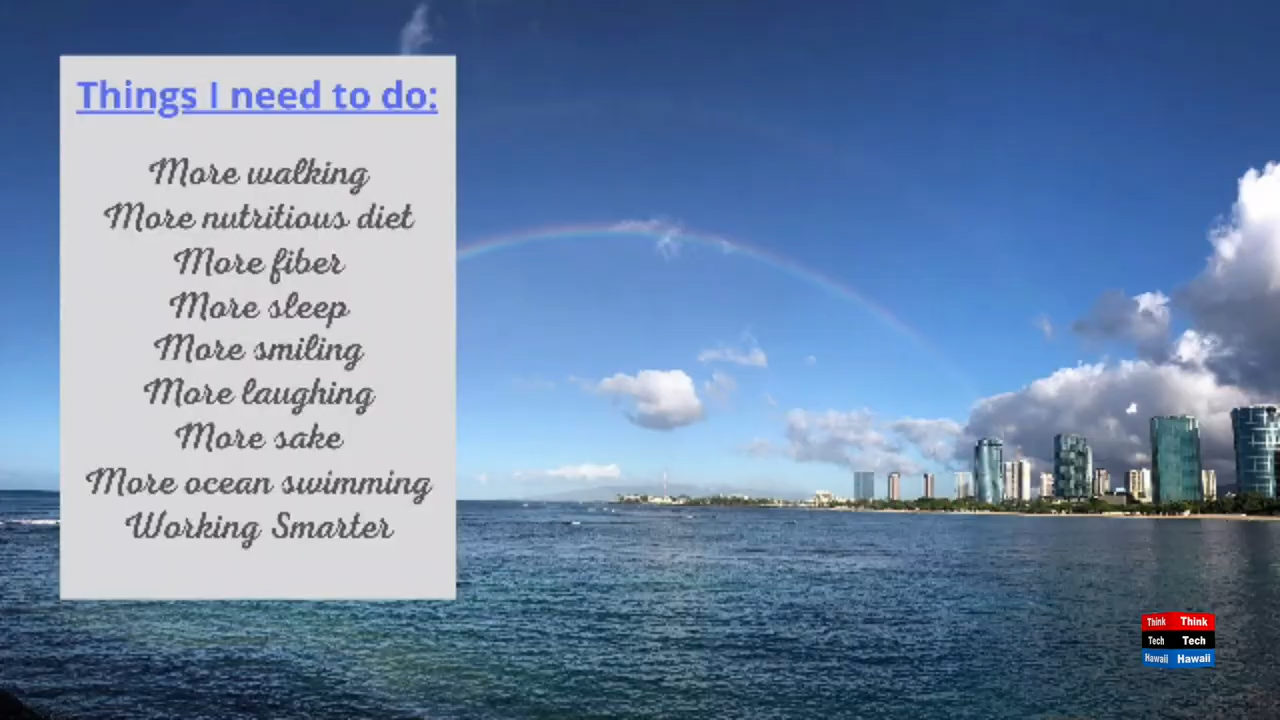 Things I need to do:
More walking
More nutritious diet
More fiber
More sleep
More smiling
More laughing
More sake
More ocean swimming
Working Smarter
Think Think
Tech Tech
Hawaii Hawaii